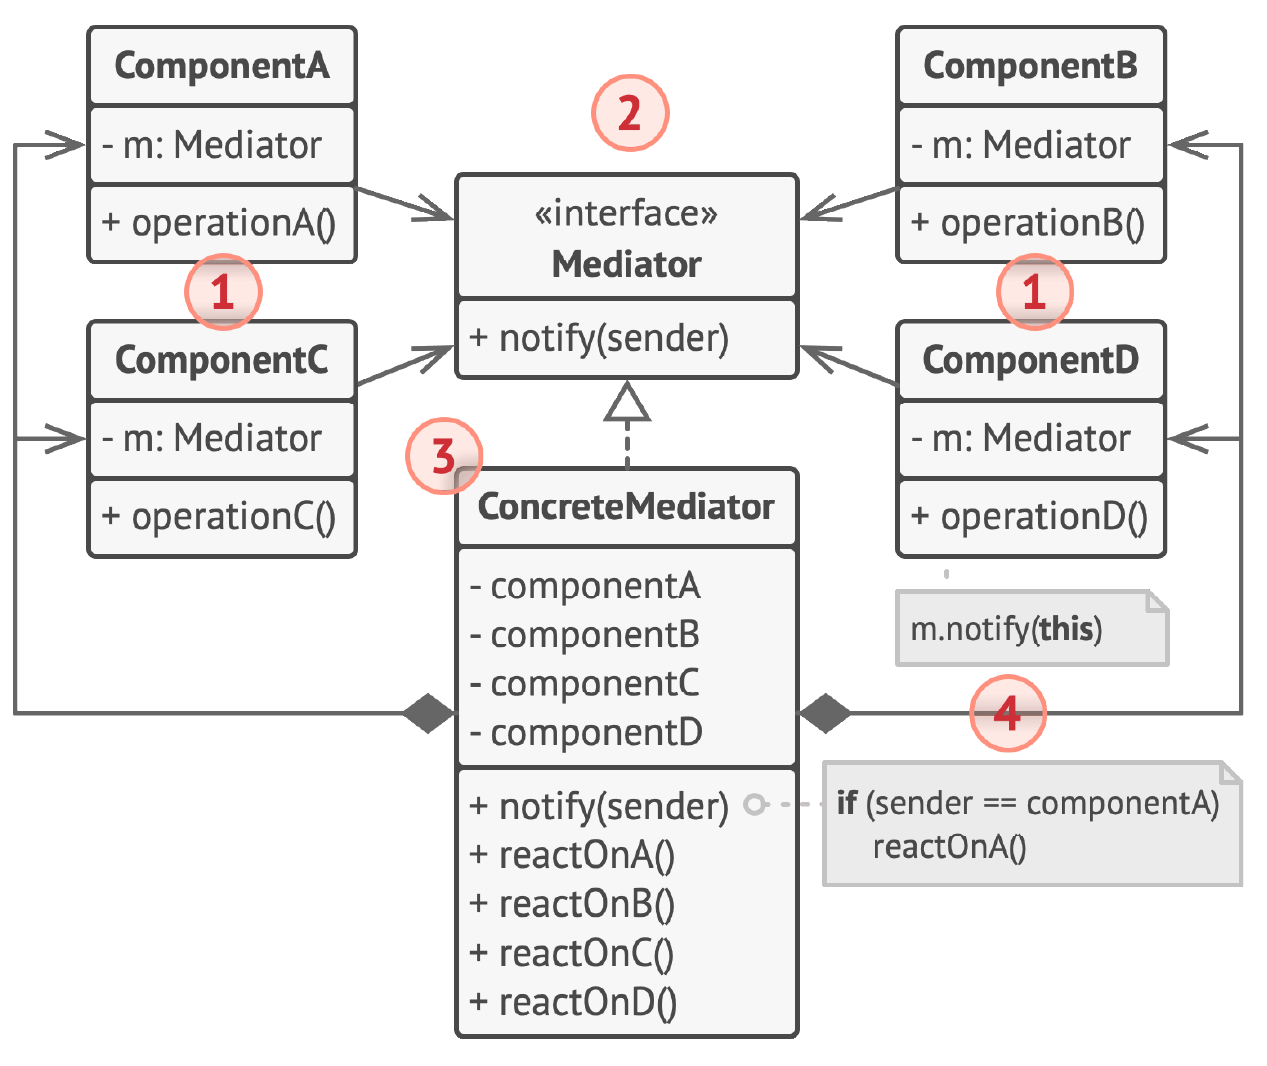 ComponentA
- m: Mediator
+ operationA()
1
ComponentC
- m: Mediator
+ operationC()
2
«interface»
Mediator
+ notify(sender)
ComponentB
- m: Mediator
+ operationB()
1
ComponentD
- m: Mediator
+ operationD()
m.notify(this)
3
ConcreteMediator
- componentA
- componentB
- componentC
- componentD
+ notify(sender)
+ reactOnA()
+ reactOnB()
+ reactOnC()
+ reactOnD()
4
if (sender == componentA)
reactOnA()